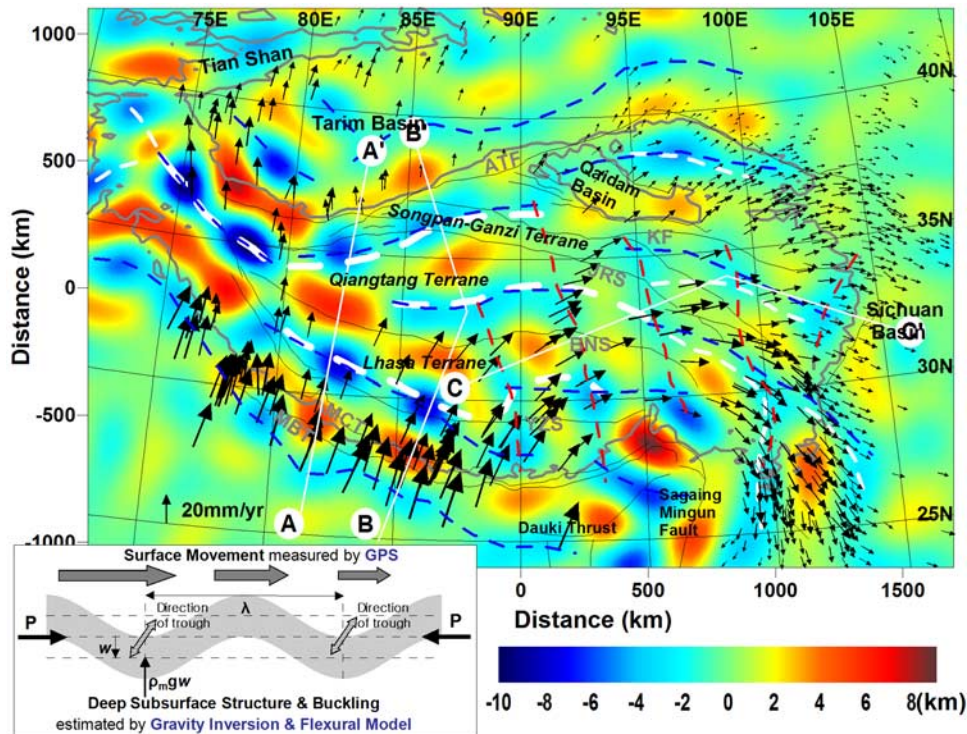 1000
500
0
-500
-1000
Distance (km)
75E
80E
85E
90E
95E
100E
105E
40N
35N
30N
25N
Tian Shan
Tarim Basin
A'
B'
ATF
Qaidam
Basin
Songpan-Ganzi Terrane
KF
Qiangtang Terrane
JRS
Sichuan
Basin
C'
BNS
Lhasa Terrane
C
MCT
MBT
YZS
20mm/yr
A
B
Dauki Thrust
Sagaing
Mingun
Fault
0
500
1000
1500
Distance (km)
-10
-8
-6
-4
-2
0
2
4
6
8(km)
Surface Movement measured by GPS
P
λ
P
Direction
of trough
Direction
of trough
w
ρmgw
Deep Subsurface Structure & Buckling
estimated by Gravity Inversion & Flexural Model